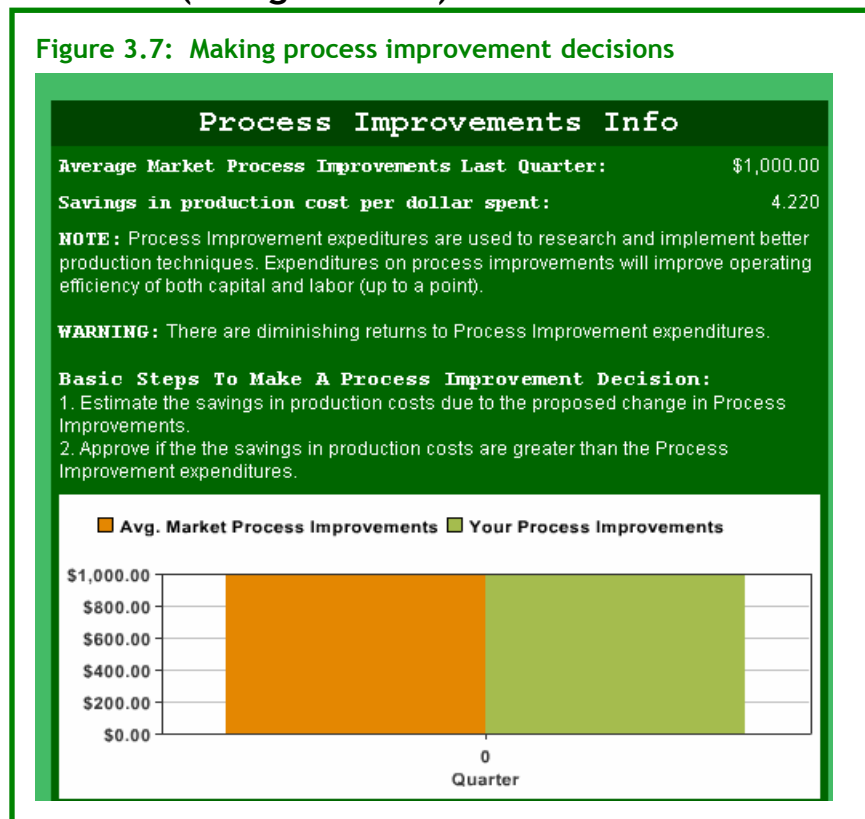 Figure 3.7: Making process improvement decisions
Process Improvements Info
Average Market Process Improvements Last Quarter: $1,000.00
Savings in production cost per dollar spent: 4.220
NOTE: Process Improvement expeditures are used to research and implement better
production techniques. Expenditures on process improvements will improve operating
efficiency of both capital and labor (up to a point).
WARNING: There are diminishing returns to Process Improvement expenditures.
Basic Steps To Make A Process Improvement Decision:
1. Estimate the savings in production costs due to the proposed change in Process
Improvements.
2. Approve if the the savings in production costs are greater than the Process
Improvement expenditures.
Avg. Market Process Improvements Your Process Improvements
$1,000.00
$800.00
$600.00
$400.00
$200.00
$0.00
0
Quarter